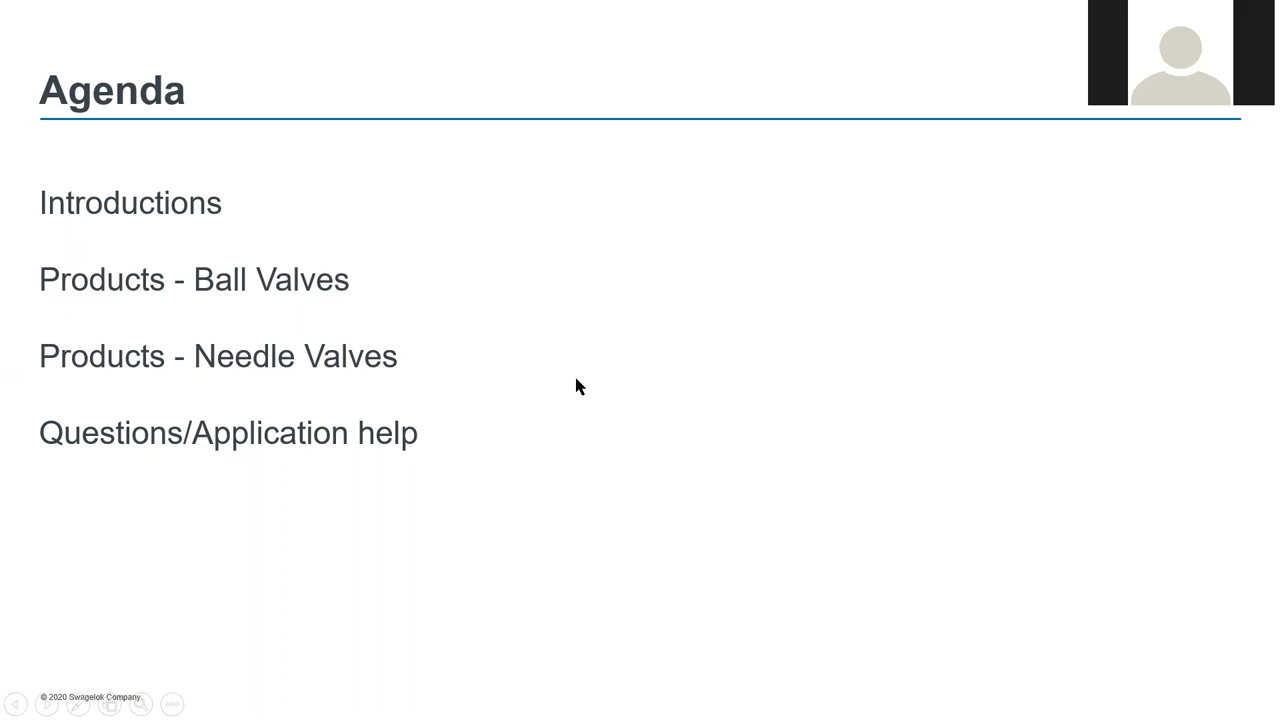 Agenda
Introductions
Products - Ball Valves
Products - Needle Valves
Questions/Application help
© 2020 Swagelok Company.